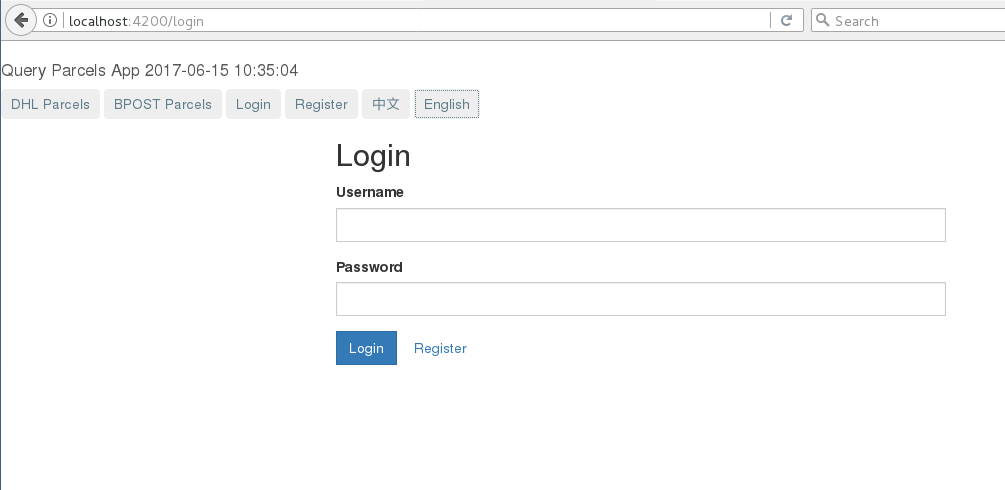 localhost:4200/login Search
Query Parcels App 2017-06-15 10:35:04
DHL Parcels BPOST Parcels Login Register 中文 English
Login
Username
Password
Login Register